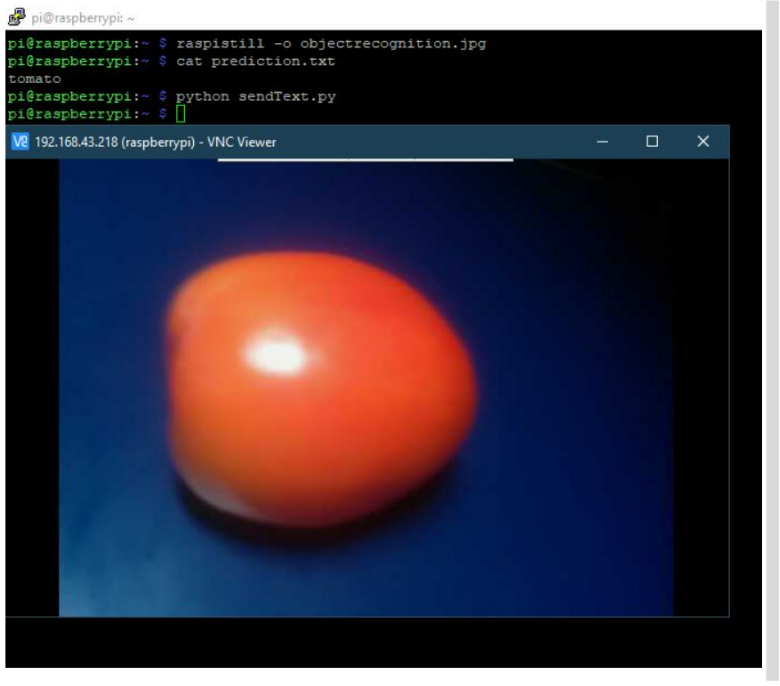 pi@raspberrypi: ~
pi@raspberrypi:~ $ raspistill -o objectrecognition.jpg
pi@raspberrypi:~ $ cat prediction.txt
tomato
pi@raspberrypi:~ $ python sendText.py
pi@raspberrypi:~ $
VR 192.168.43.218 (raspberrypi) - VNC Viewer